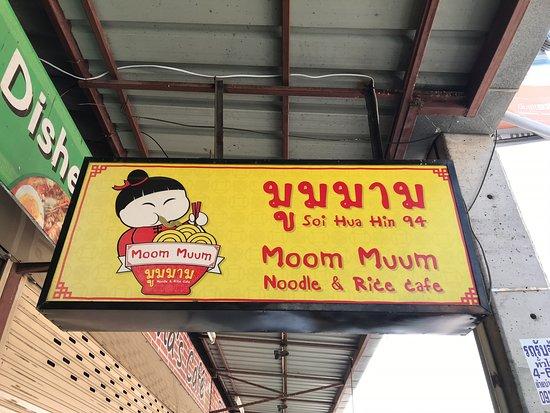 Dishe
มูมมาม
Soi Hua Hin 94
Moom Muum
Noodle & Rice Cafe
Moom Muum
มูมมาม
Noodle & Rice Cafe